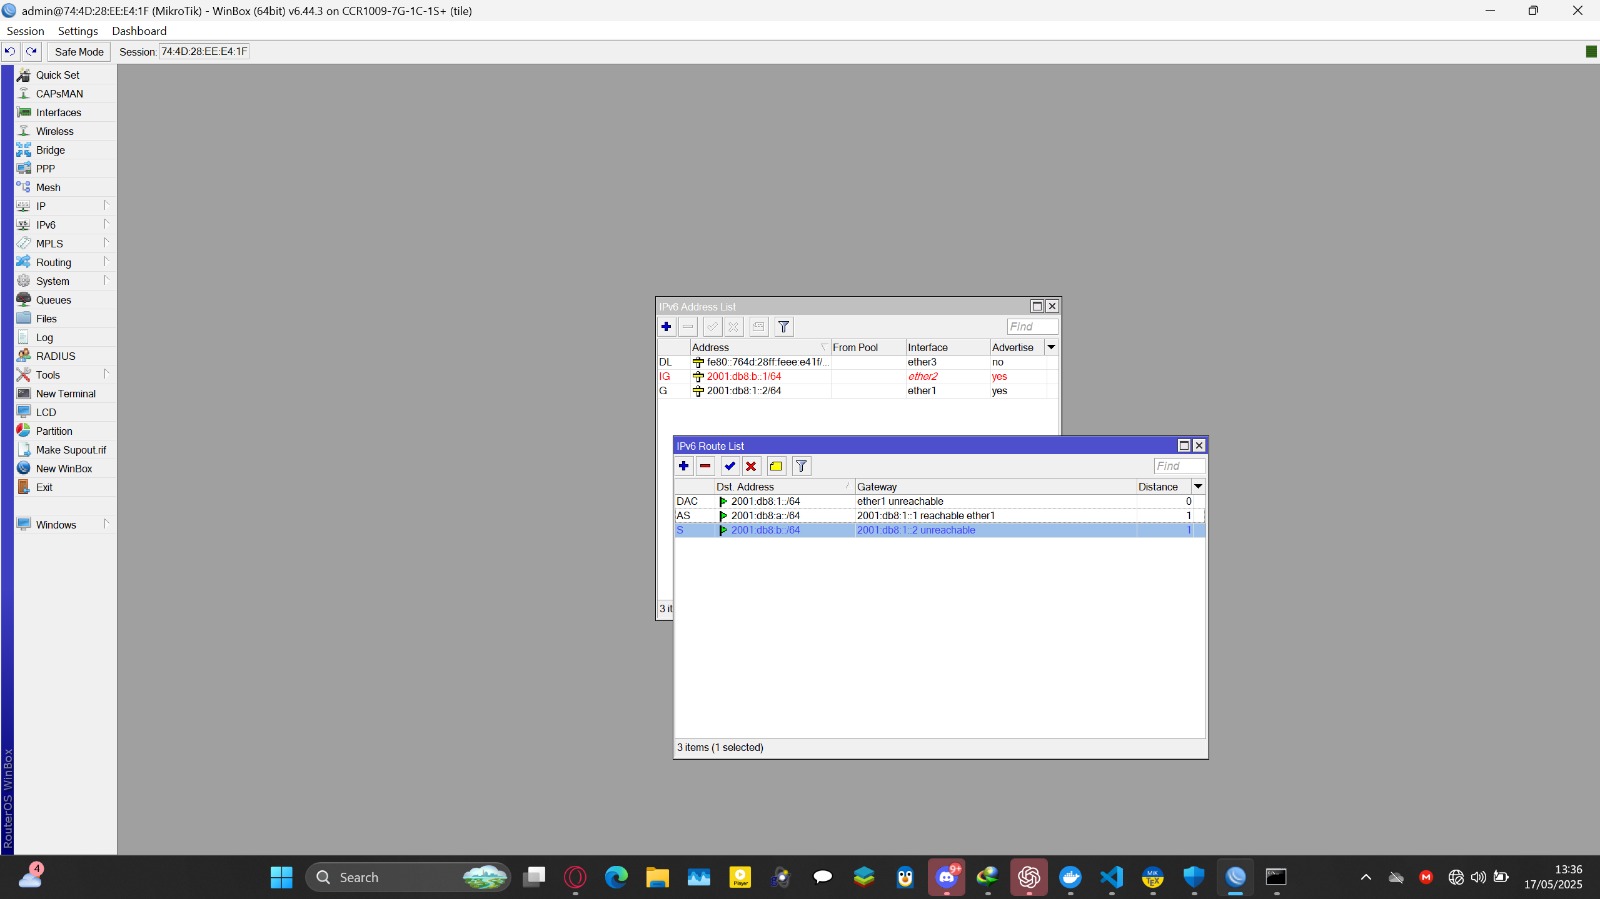 admin@74:4D:28:EE:E4:1F (MikroTik) - WinBox (64bit) v6.44.3 on CCR1009-7G-1C-1S+ (tile)
Session Settings Dashboard
Safe Mode Session: 74:4D:28:EE:E4:1F
Quick Set
CAPsMAN
Interfaces
Wireless
Bridge
PPP
Mesh
IP
IPv6
MPLS
Routing
System
Queues
Files
Log
RADIUS
Tools
New Terminal
LCD
Partition
Make Supout.rif
New WinBox
Exit
Windows
RouterOS WinBox
IPv6 Address List
Find
Address From Pool Interface Advertise
DL fe80::764d:28ff:feee:e41f/... ether3 no
IG 2001:db8:b::1/64 ether2 yes
G 2001:db8:1::2/64 ether1 yes
3 it
IPv6 Route List
Find
Dst. Address Gateway Distance
DAC 2001:db8:1::/64 ether1 unreachable 0
AS 2001:db8:a::/64 2001:db8:1::1 reachable ether1 1
S 2001:db8:b::/64 2001:db8:1::2 unreachable 1
3 items (1 selected)
4
Search
Player
9+
MiK
TEX
M
13:36
17/05/2025